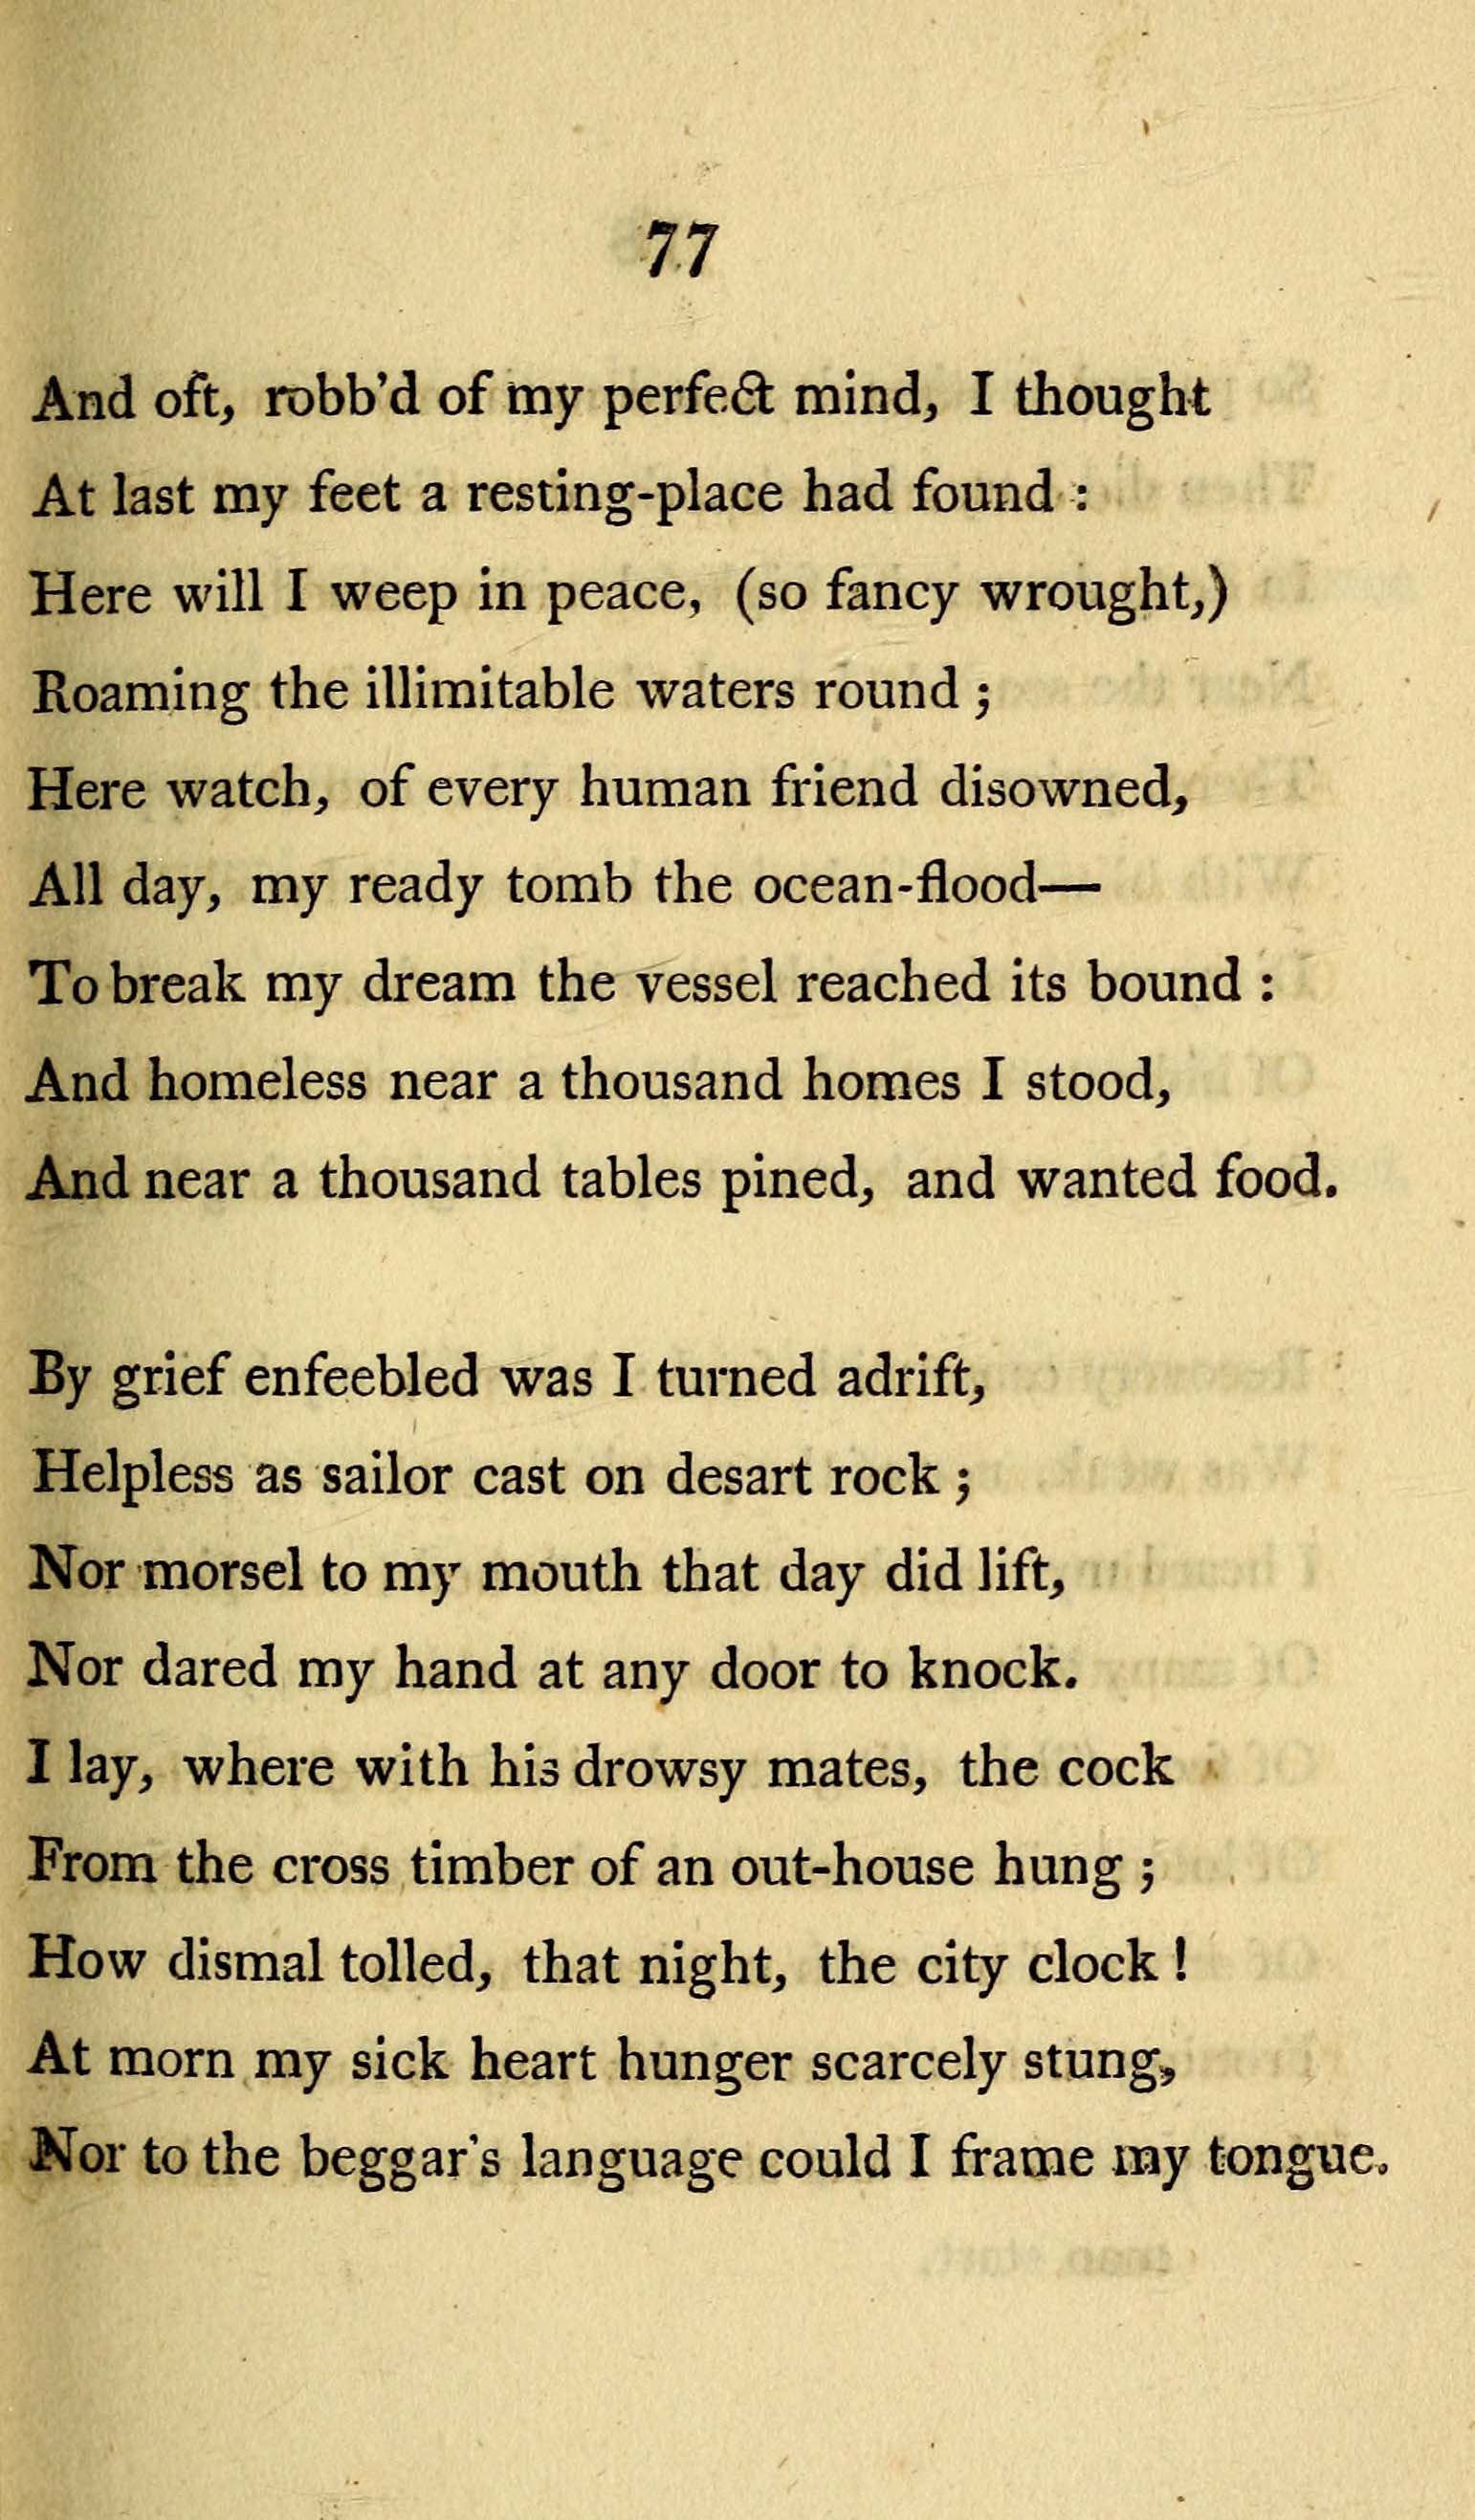 77
And oft, robb'd of my perfect mind, I thought
At last my feet a resting-place had found :
Here will I weep in peace, (so fancy wrought,)
Roaming the illimitable waters round ;
Here watch, of every human friend disowned,
All day, my ready tomb the ocean-flood—
To break my dream the vessel reached its bound :
And homeless near a thousand homes I stood,
And near a thousand tables pined, and wanted food.
By grief enfeebled was I turned adrift,
Helpless as sailor cast on desart rock ;
Nor morsel to my mouth that day did lift,
Nor dared my hand at any door to knock.
I lay, where with his drowsy mates, the cock
From the cross timber of an out-house hung ;
How dismal tolled, that night, the city clock !
At morn my sick heart hunger scarcely stung,
Nor to the beggar's language could I frame my tongue.